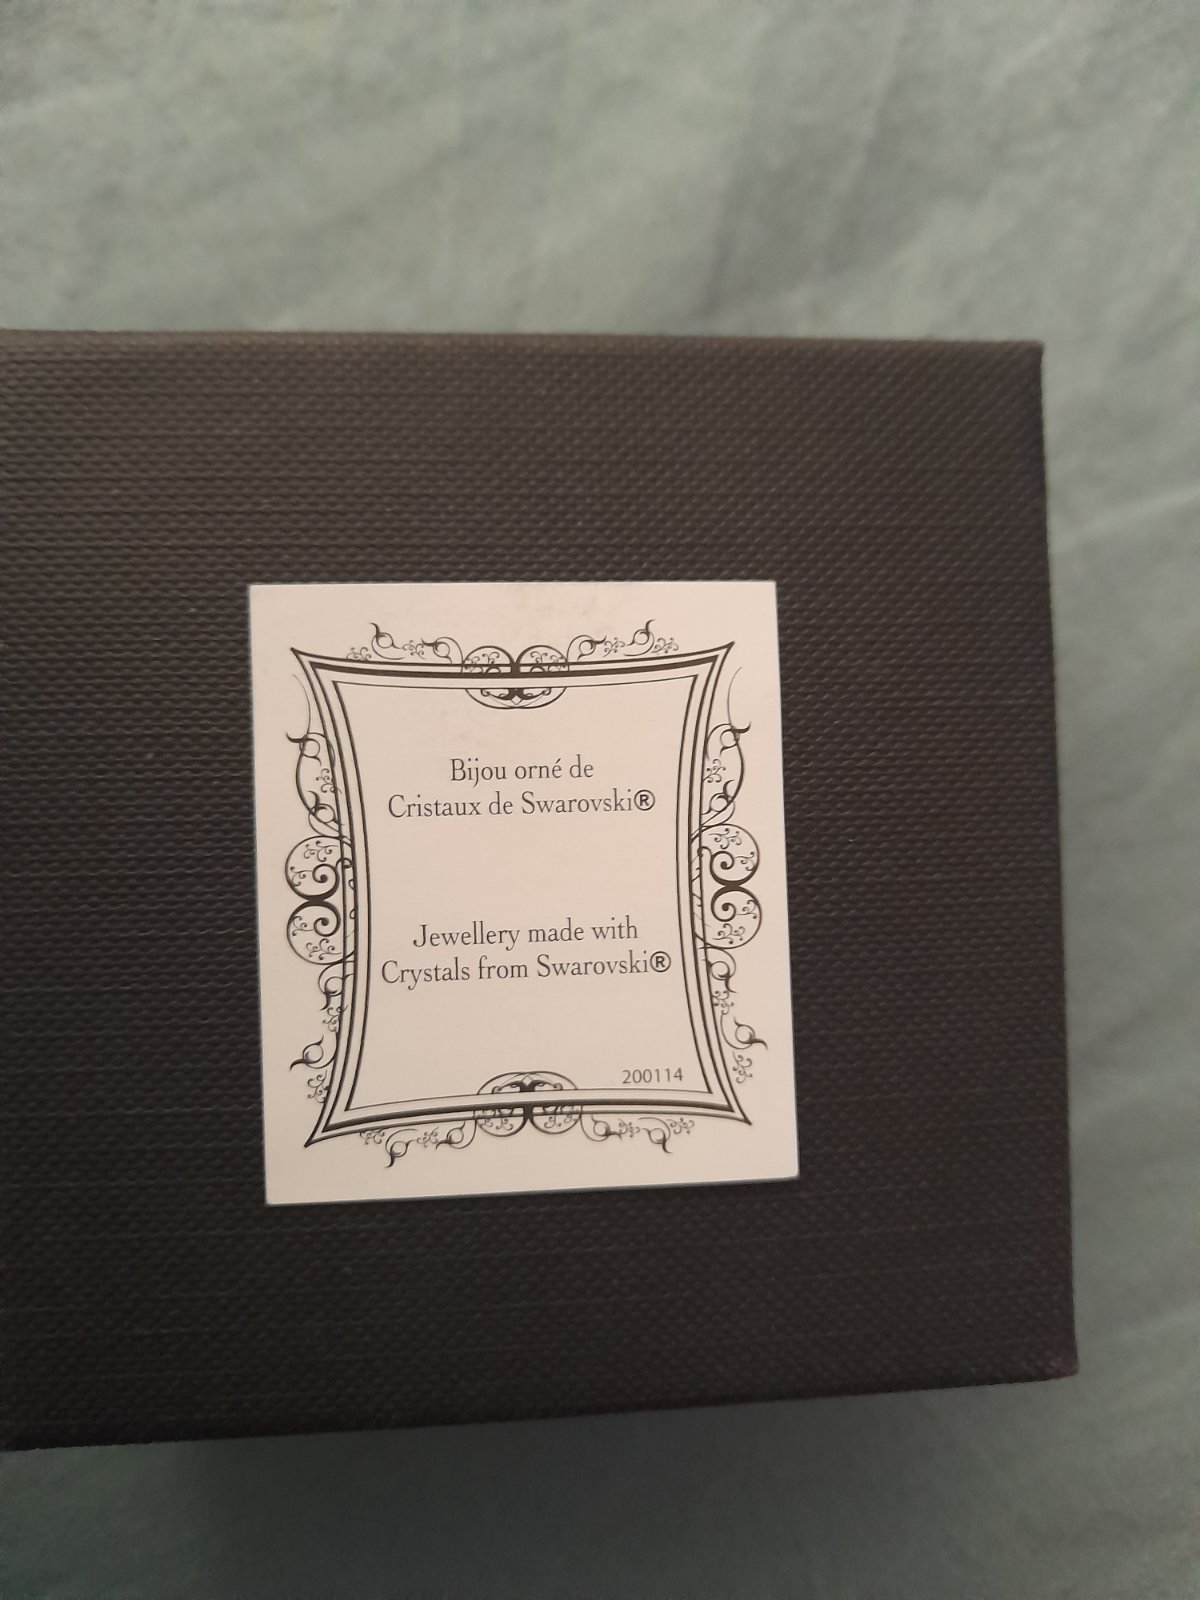 Bijou orné de
Cristaux de Swarovski®
Jewellery made with
Crystals from Swarovski®
200114